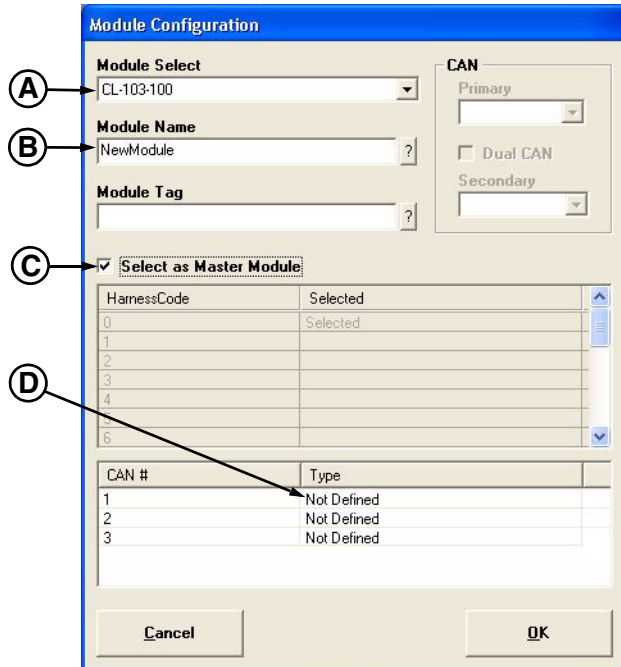 Module Configuration
Module Select
CAN
A
CL-103-100
Primary
Module Name
B
NewModule
?
Dual CAN
Module Tag
Secondary
?
C
Select as Master Module
HarnessCode Selected
0 Selected
1
2
3
D
4
5
6
CAN # Type
1 Not Defined
2 Not Defined
3 Not Defined
Cancel OK